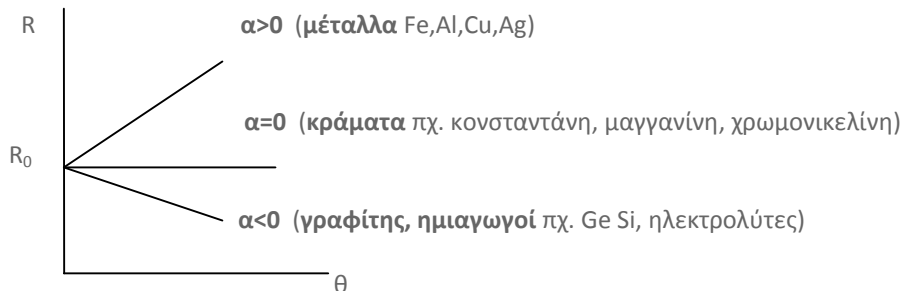 R
α>0 (μέταλλα Fe,Al,Cu,Ag)
α=0 (κράματα πχ. κονσταντάνη, μαγγανίνη, χρωμονικελίνη)
R₀
α<0 (γραφίτης, ημιαγωγοί πχ. Ge Si, ηλεκτρολύτες)
θ